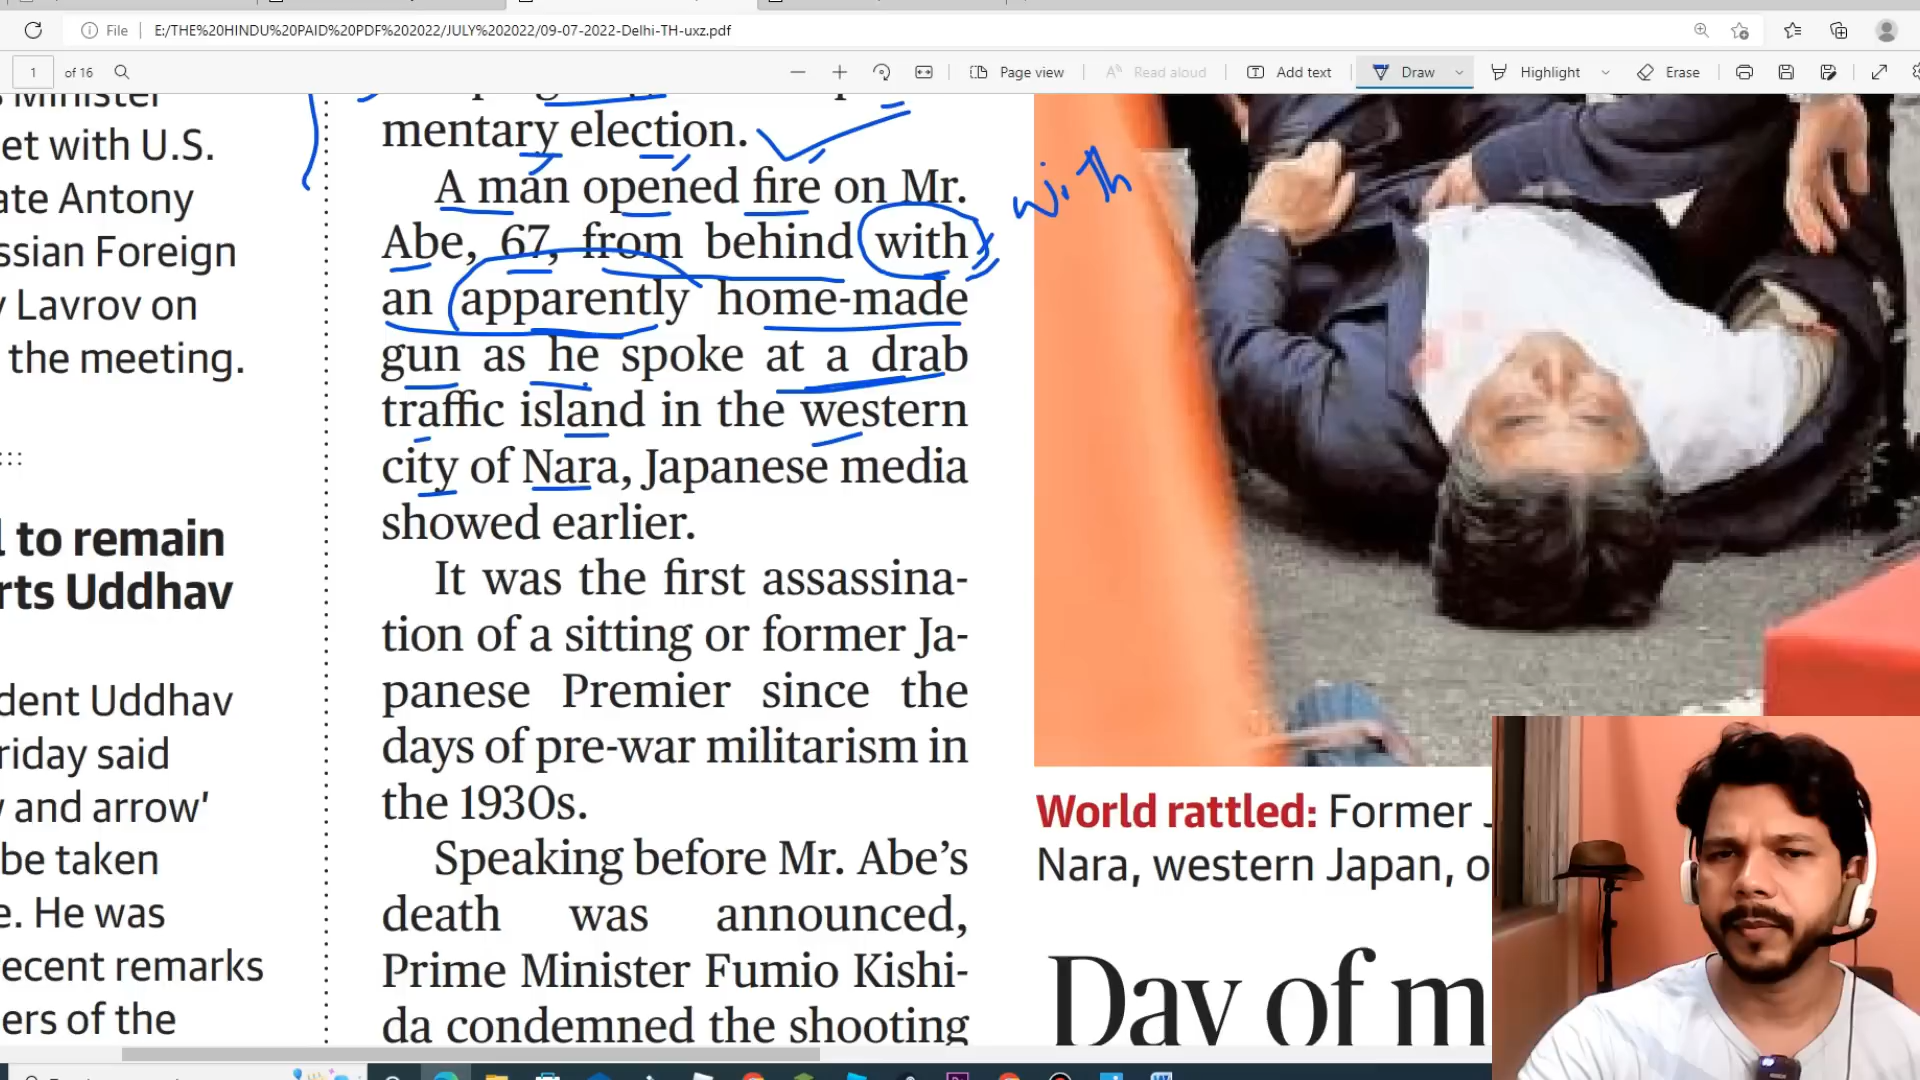 File
E:/THE%20HINDU%20PAID%20PDF%202022/JULY%202022/09-07-2022-Delhi-TH-uxz.pdf
1 of 16
Page view
Read aloud
Add text
Draw
Highlight
Erase
Minister
et with U.S.
ate Antony
ssian Foreign
y Lavrov on
the meeting.
to remain
rts Uddhav
dent Uddhav
riday said
and arrow'
be taken
e. He was
recent remarks
ers of the
mentary election.
A man opened fire on Mr.
Abe, 67, from behind with
an apparently home-made
gun as he spoke at a drab
traffic island in the western
city of Nara, Japanese media
showed earlier.
It was the first assassina-
tion of a sitting or former Ja-
panese Premier since the
days of pre-war militarism in
the 1930s.
Speaking before Mr. Abe's
death was announced,
Prime Minister Fumio Kishi-
da condemned the shooting
with
World rattled: Former
Nara, western Japan, o
Day of m